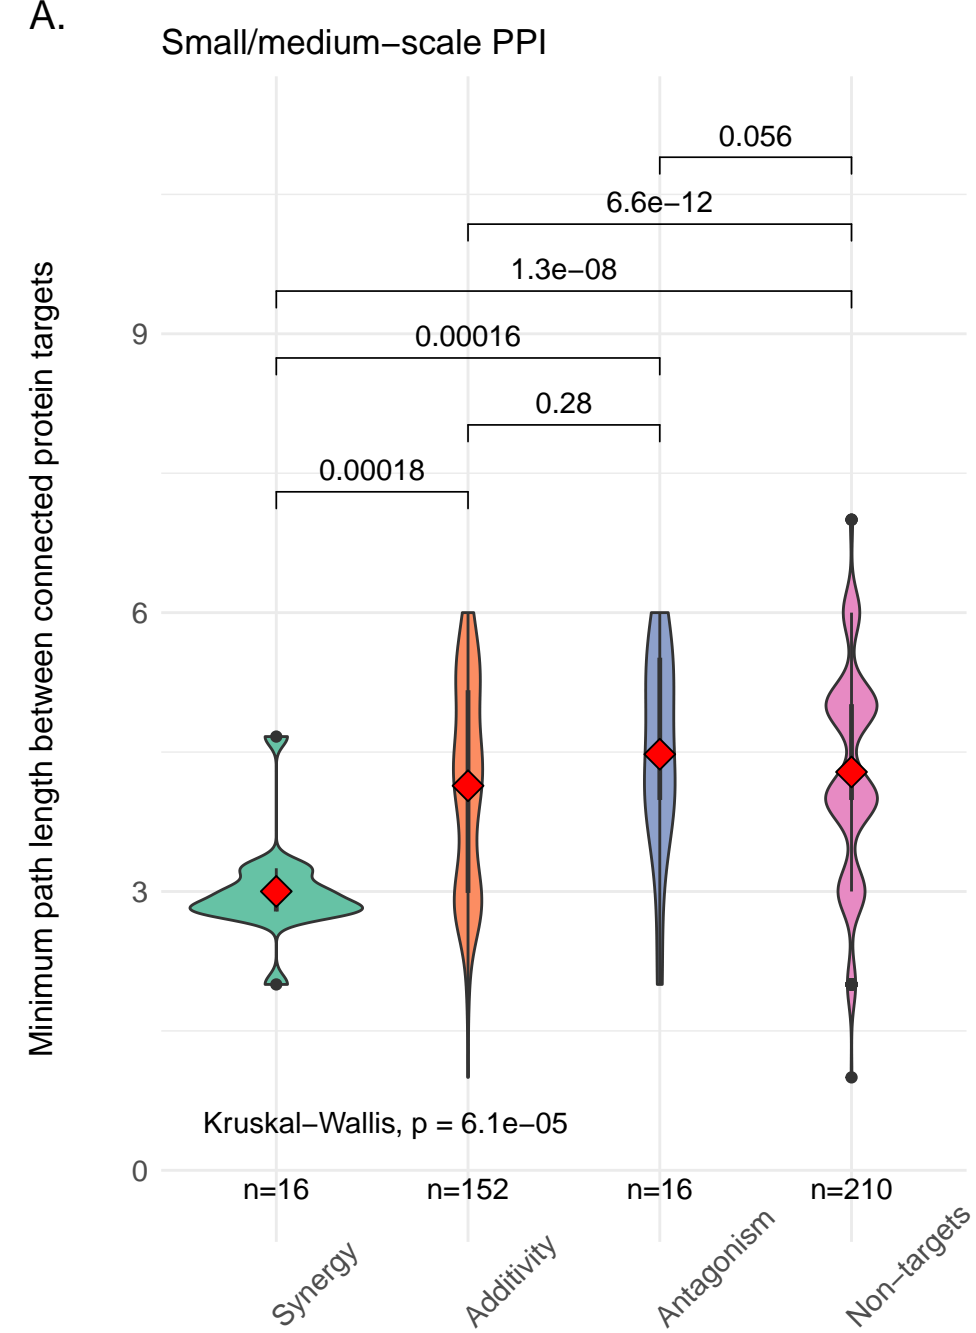 A.
Small/medium−scale PPI
0.056
6.6e−12
1.3e−08
9
0.00016
0.28
0.00018
Minimum path length between connected protein targets
6
3
Kruskal−Wallis, p = 6.1e−05
0
n=16 n=152 n=16 n=210
Synergy Additivity Antagonism Non−targets